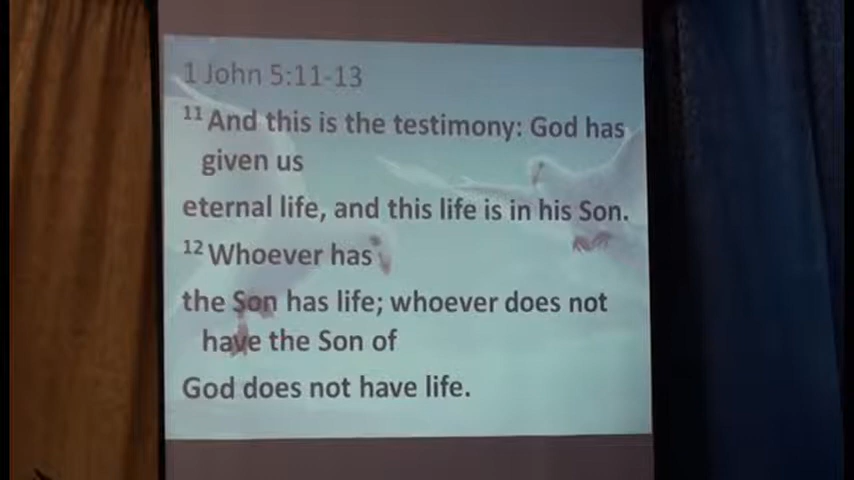 1 John 5:11-13
11 And this is the testimony: God has
given us
eternal life, and this life is in his Son.
12 Whoever has
the Son has life; whoever does not
have the Son of
God does not have life.